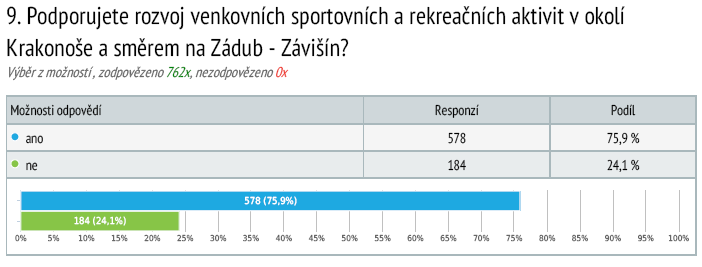 9. Podporujete rozvoj venkovních sportovních a rekreačních aktivit v okolí
Krakonoše a směrem na Zádub - Závišín?
Výběr z možností , zodpovězeno 762x, nezodpovězeno 0x
Možnosti odpovědí Responzí Podíl
ano 578 75,9 %
ne 184 24,1 %
578 (75,9%)
184 (24,1%)
0% 5% 10% 15% 20% 25% 30% 35% 40% 45% 50% 55% 60% 65% 70% 75% 80% 85% 90% 95% 100%